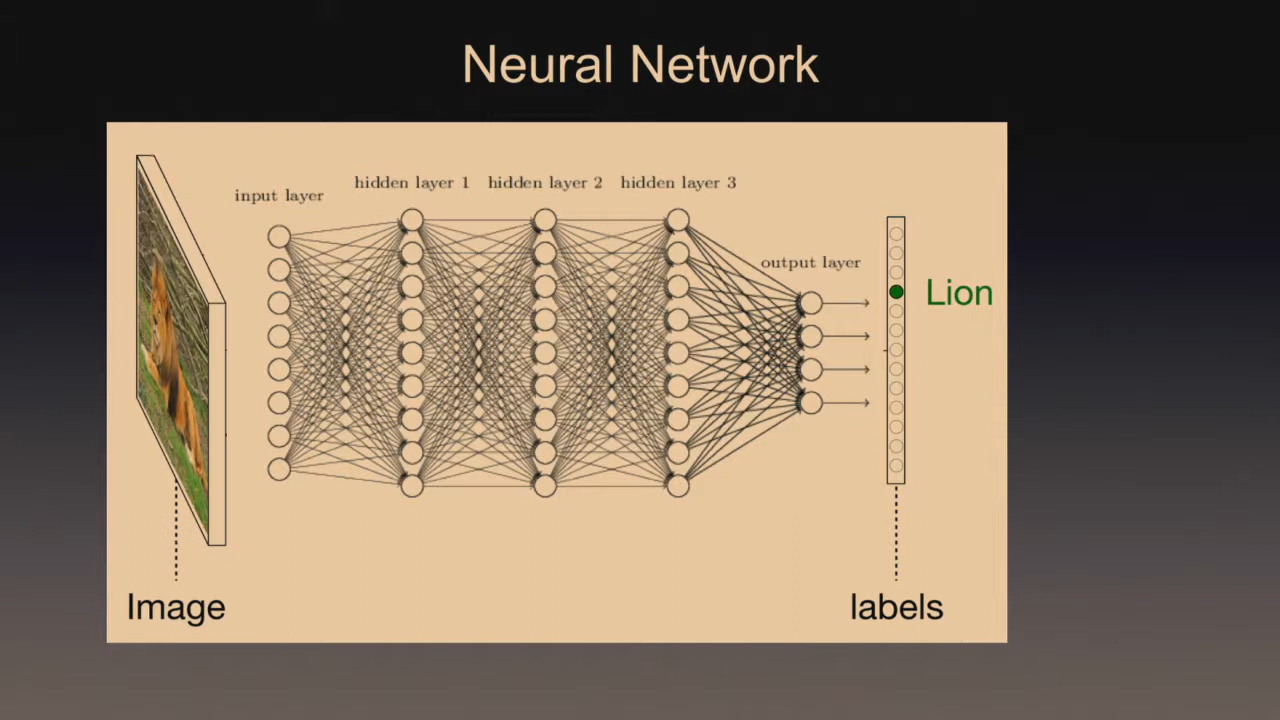 Neural Network
input layer
hidden layer 1
hidden layer 2
hidden layer 3
output layer
Lion
Image
labels